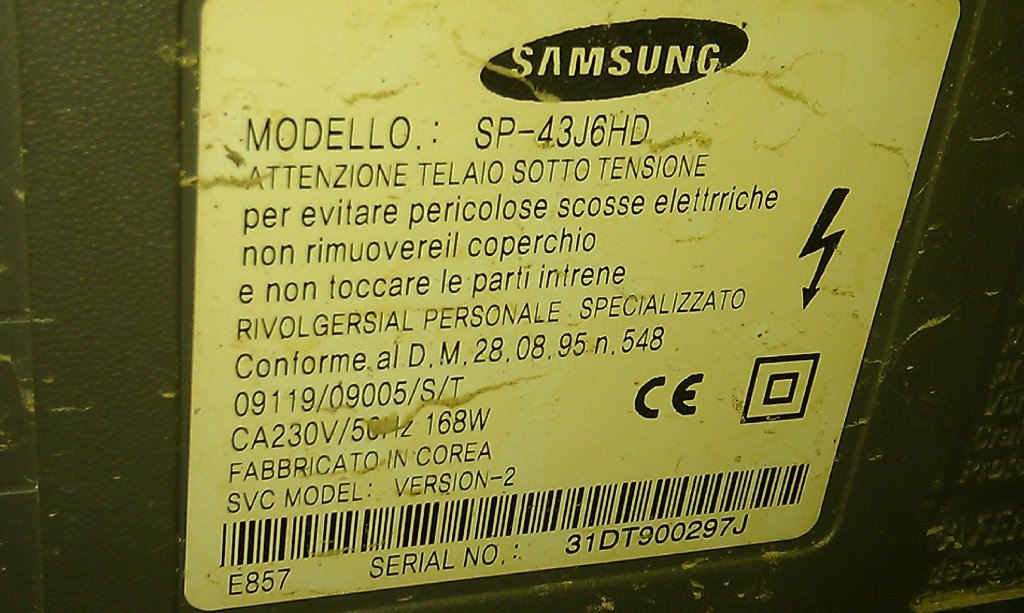 SAMSUNG
MODELLO.: SP-43J6HD
ATTENZIONE TELAIO SOTTO TENSIONE
per evitare pericolose scosse elettrriche
non rimuovereil coperchio
e non toccare le parti intrene
RIVOLGERSIAL PERSONALE SPECIALIZZATO
Conforme al D.M.28.08.95 n.548
09119/09005/S/T
CE
CA230V/50Hz 168W
FABBRICATO IN COREA
SVC MODEL: VERSION-2
E857 SERIAL NO.: 31DT900297J